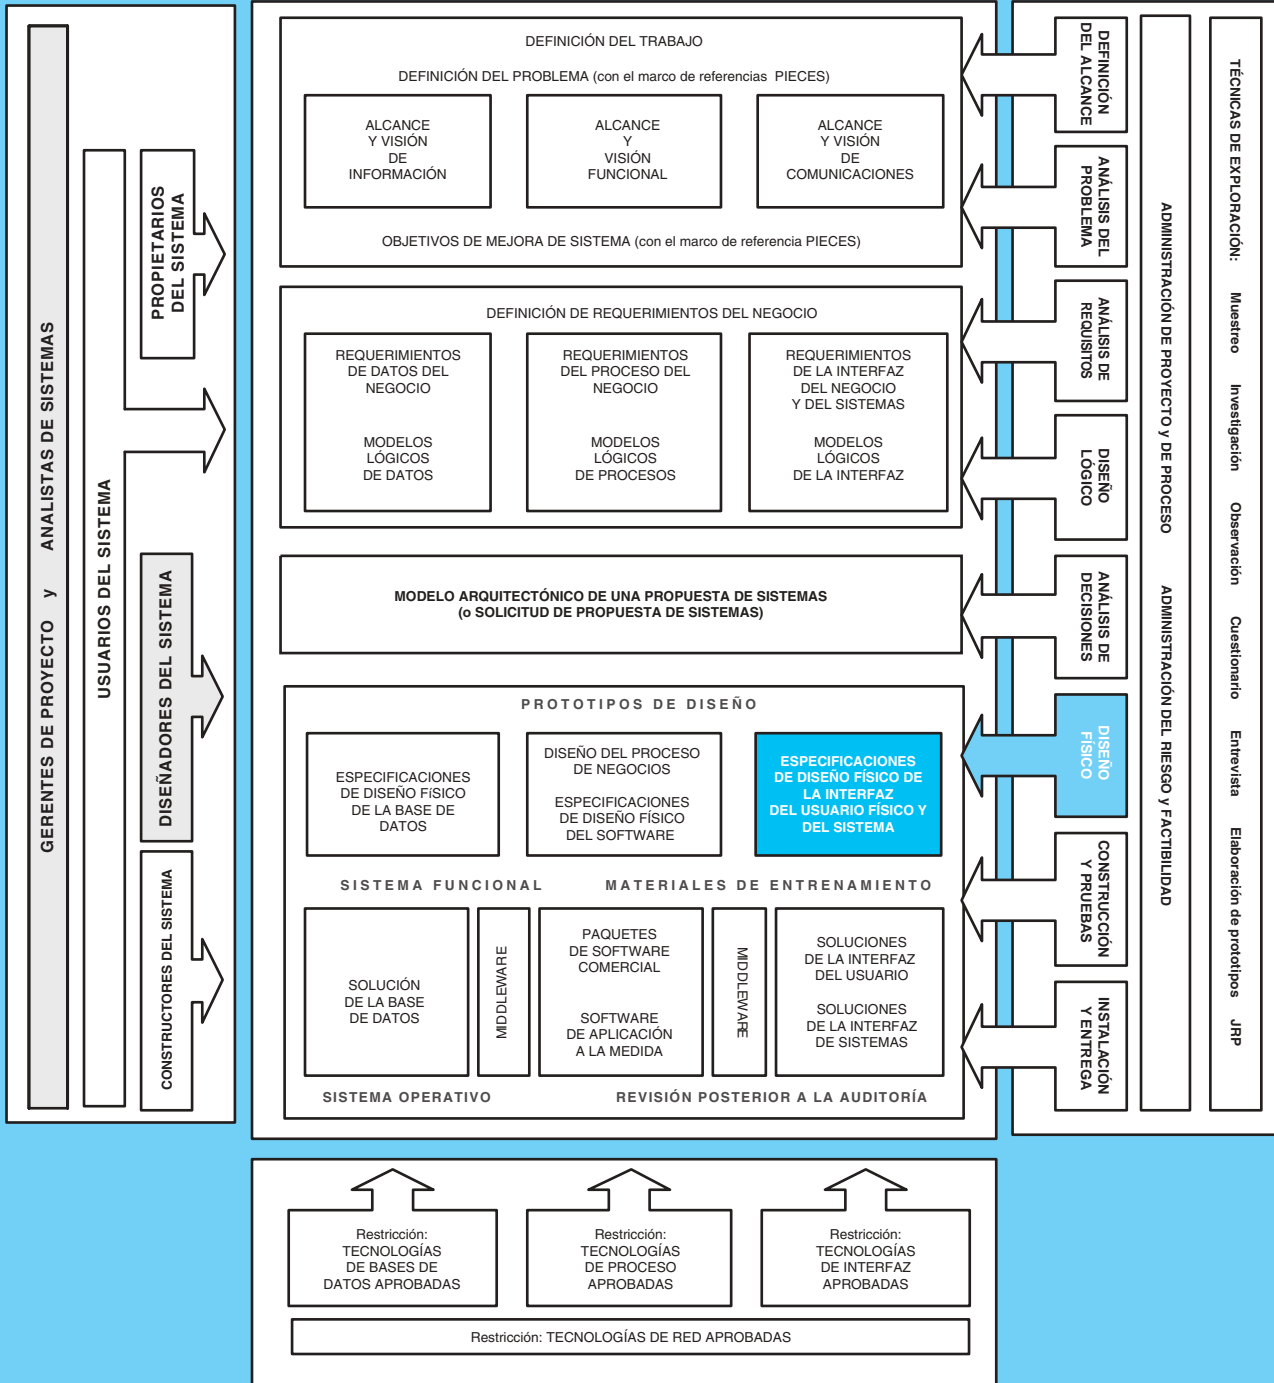 GERENTES DE PROYECTO y ANALISTAS DE SISTEMAS
USUARIOS DEL SISTEMA
PROPIETARIOS
DEL SISTEMA
DISEÑADORES DEL SISTEMA
CONSTRUCTORES DEL SISTEMA
DEFINICIÓN DEL TRABAJO
DEFINICIÓN DEL PROBLEMA (con el marco de referencias PIECES)
ALCANCE
Y VISIÓN
DE
INFORMACIÓN
ALCANCE
Y
VISIÓN
FUNCIONAL
ALCANCE
Y VISIÓN
DE
COMUNICACIONES
OBJETIVOS DE MEJORA DE SISTEMA (con el marco de referencia PIECES)
DEFINICIÓN DE REQUERIMIENTOS DEL NEGOCIO
REQUERIMIENTOS
DE DATOS DEL
NEGOCIO
MODELOS
LÓGICOS
DE DATOS
REQUERIMIENTOS
DEL PROCESO DEL
NEGOCIO
MODELOS
LÓGICOS
DE PROCESOS
REQUERIMIENTOS
DE LA INTERFAZ
DEL NEGOCIO
Y DEL SISTEMAS
MODELOS
LÓGICOS
DE LA INTERFAZ
MODELO ARQUITECTÓNICO DE UNA PROPUESTA DE SISTEMAS
(o SOLICITUD DE PROPUESTA DE SISTEMAS)
PROTOTIPOS DE DISEÑO
ESPECIFICACIONES
DE DISEÑO FíSICO
DE LA BASE DE
DATOS
DISEÑO DEL PROCESO
DE NEGOCIOS
ESPECIFICACIONES
DE DISEÑO FÍSICO
DEL SOFTWARE
ESPECIFICACIONES
DE DISEÑO FÍSICO DE
LA INTERFAZ
DEL USUARIO FÍSICO Y
DEL SISTEMA
SISTEMA FUNCIONAL
MATERIALES DE ENTRENAMIENTO
SOLUCIÓN
DE LA BASE
DE DATOS
MIDDLEWARE
PAQUETES
DE SOFTWARE
COMERCIAL
SOFTWARE
DE APLICACIÓN
A LA MEDIDA
MIDDLEWARE
SOLUCIONES
DE LA INTERFAZ
DEL USUARIO
SOLUCIONES
DE LA INTERFAZ
DE SISTEMAS
SISTEMA OPERATIVO
REVISIÓN POSTERIOR A LA AUDITORÍA
DEFINICIÓN
DEL ALCANCE
ANÁLISIS DEL
PROBLEMA
ANÁLISIS DE
REQUISITOS
DISEÑO
LÓGICO
ANÁLISIS DE
DECISIONES
DISEÑO
FÍSICO
CONSTRUCCIÓN
Y PRUEBAS
INSTALACIÓN
Y ENTREGA
ADMINISTRACIÓN DE PROYECTO y DE PROCESO ADMINISTRACIÓN DEL RIESGO y FACTIBILIDAD
TÉCNICAS DE EXPLORACIÓN: Muestreo Investigación Observación Cuestionario Entrevista Elaboración de prototipos JRP
Restricción:
TECNOLOGÍAS
DE BASES DE
DATOS APROBADAS
Restricción:
TECNOLOGÍAS
DE PROCESO
APROBADAS
Restricción:
TECNOLOGÍAS
DE INTERFAZ
APROBADAS
Restricción: TECNOLOGÍAS DE RED APROBADAS